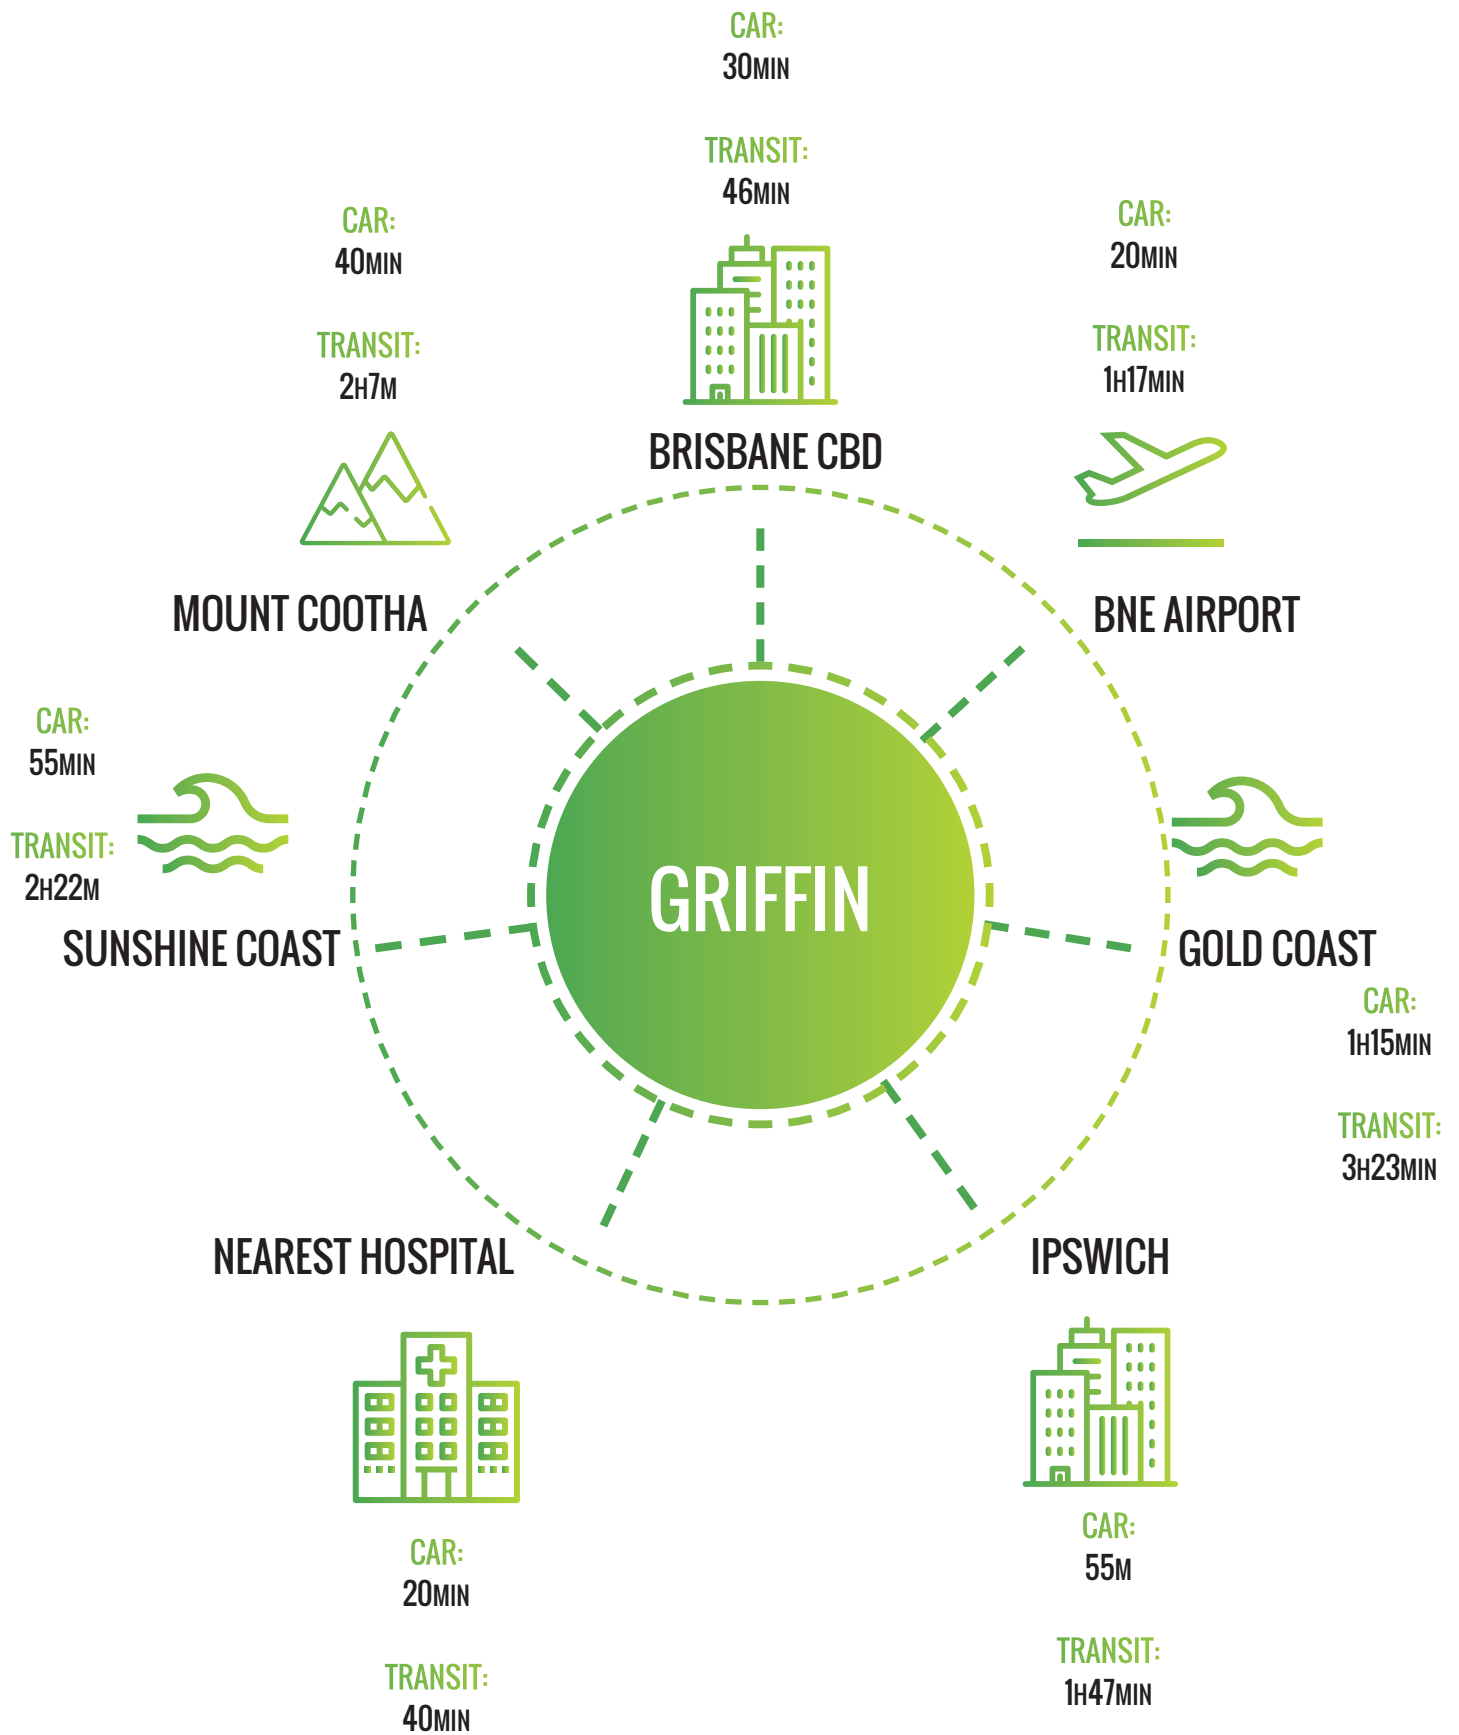 CAR:
30MIN
TRANSIT:
46MIN
BRISBANE CBD
CAR:
40MIN
TRANSIT:
2H7M
MOUNT COOTHA
CAR:
20MIN
TRANSIT:
1H17MIN
BNE AIRPORT
CAR:
55MIN
TRANSIT:
2H22M
SUNSHINE COAST
GRIFFIN
GOLD COAST
CAR:
1H15MIN
TRANSIT:
3H23MIN
NEAREST HOSPITAL
CAR:
20MIN
TRANSIT:
40MIN
IPSWICH
CAR:
55M
TRANSIT:
1H47MIN